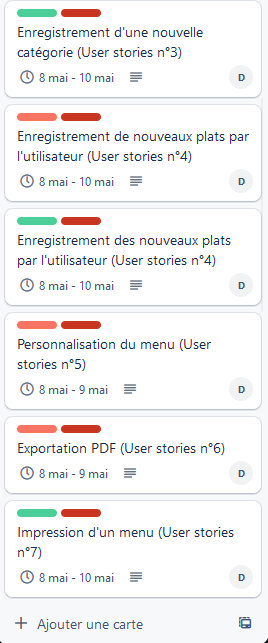 Enregistrement d'une nouvelle
catégorie (User stories n°3)
8 mai - 10 mai
D
Enregistrement de nouveaux plats par
l'utilisateur (User stories n°4)
8 mai - 10 mai
D
Enregistrement des nouveaux plats
par l'utilisateur (User stories n°4)
8 mai - 10 mai
D
Personnalisation du menu (User
stories n°5)
8 mai - 9 mai
D
Exportation PDF (User stories n°6)
8 mai - 9 mai
D
Impression d'un menu (User stories
n°7)
8 mai - 10 mai
D
Ajouter une carte